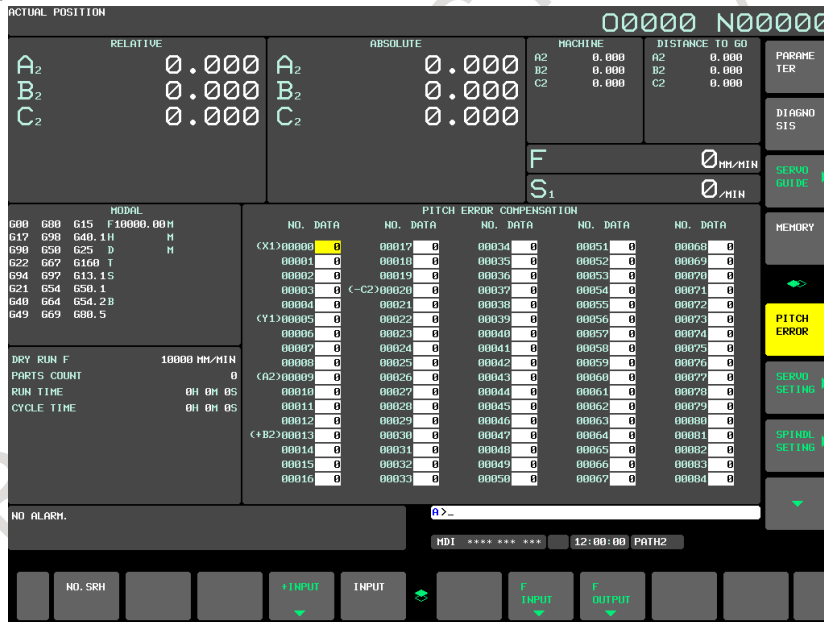 ACTUAL POSITION
O0000 N00000
RELATIVE
A2 0.000
B2 0.000
C2 0.000
ABSOLUTE
A2 0.000
B2 0.000
C2 0.000
MACHINE
A2 0.000
B2 0.000
C2 0.000
DISTANCE TO GO
A2 0.000
B2 0.000
C2 0.000
F 0 MM/MIN
S1 0 /MIN
MODAL
G00 G80 G15 F10000.00 M
G17 G98 G40.1 H M
G90 G50 G25 D M
G22 G67 G160 T
G94 G97 G13.1 S
G21 G54 G50.1
G40 G64 G54.2 B
G49 G69 G80.5
DRY RUN F 10000 MM/MIN
PARTS COUNT 0
RUN TIME 0H 0M 0S
CYCLE TIME 0H 0M 0S
PITCH ERROR COMPENSATION
NO. DATA NO. DATA NO. DATA NO. DATA NO. DATA
(X1)00000 0 00017 0 00034 0 00051 0 00068 0
00001 0 00018 0 00035 0 00052 0 00069 0
00002 0 00019 0 00036 0 00053 0 00070 0
00003 0 (-C2)00020 0 00037 0 00054 0 00071 0
00004 0 00021 0 00038 0 00055 0 00072 0
(Y1)00005 0 00022 0 00039 0 00056 0 00073 0
00006 0 00023 0 00040 0 00057 0 00074 0
00007 0 00024 0 00041 0 00058 0 00075 0
00008 0 00025 0 00042 0 00059 0 00076 0
(A2)00009 0 00026 0 00043 0 00060 0 00077 0
00010 0 00027 0 00044 0 00061 0 00078 0
00011 0 00028 0 00045 0 00062 0 00079 0
00012 0 00029 0 00046 0 00063 0 00080 0
(+B2)00013 0 00030 0 00047 0 00064 0 00081 0
00014 0 00031 0 00048 0 00065 0 00082 0
00015 0 00032 0 00049 0 00066 0 00083 0
00016 0 00033 0 00050 0 00067 0 00084 0
PARAME
TER
DIAGNO
SIS
SERVO
GUIDE
MEMORY
PITCH
ERROR
SERVO
SETING
SPINDL
SETING
NO ALARM.
A>_
MDI **** *** *** 12:00:00 PATH2
NO.SRH
+INPUT
INPUT
F
INPUT
F
OUTPUT